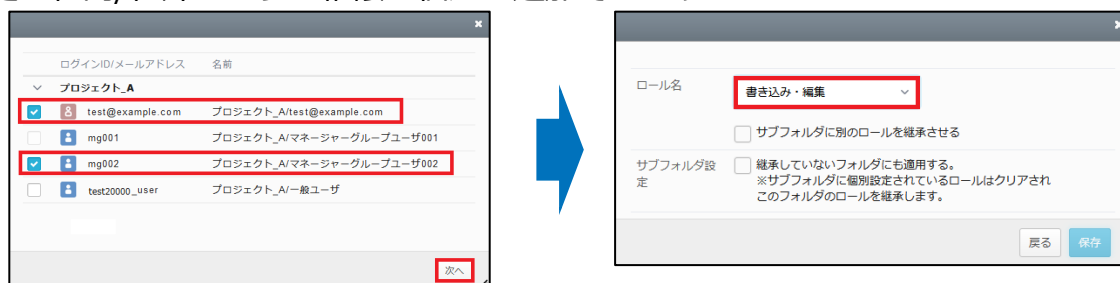 ログインID/メールアドレス 名前
プロジェクト_A
test@example.com プロジェクト_A/test@example.com
mg001 プロジェクト_A/マネージャーグループユーザ001
mg002 プロジェクト_A/マネージャーグループユーザ002
test20000_user プロジェクト_A/一般ユーザ
次へ
ロール名 書き込み・編集
サブフォルダに別のロールを継承させる
サブフォルダ設定 継承していないフォルダにも適用する。
※サブフォルダに個別設定されているロールはクリアされ
このフォルダのロールを継承します。
戻る 保存